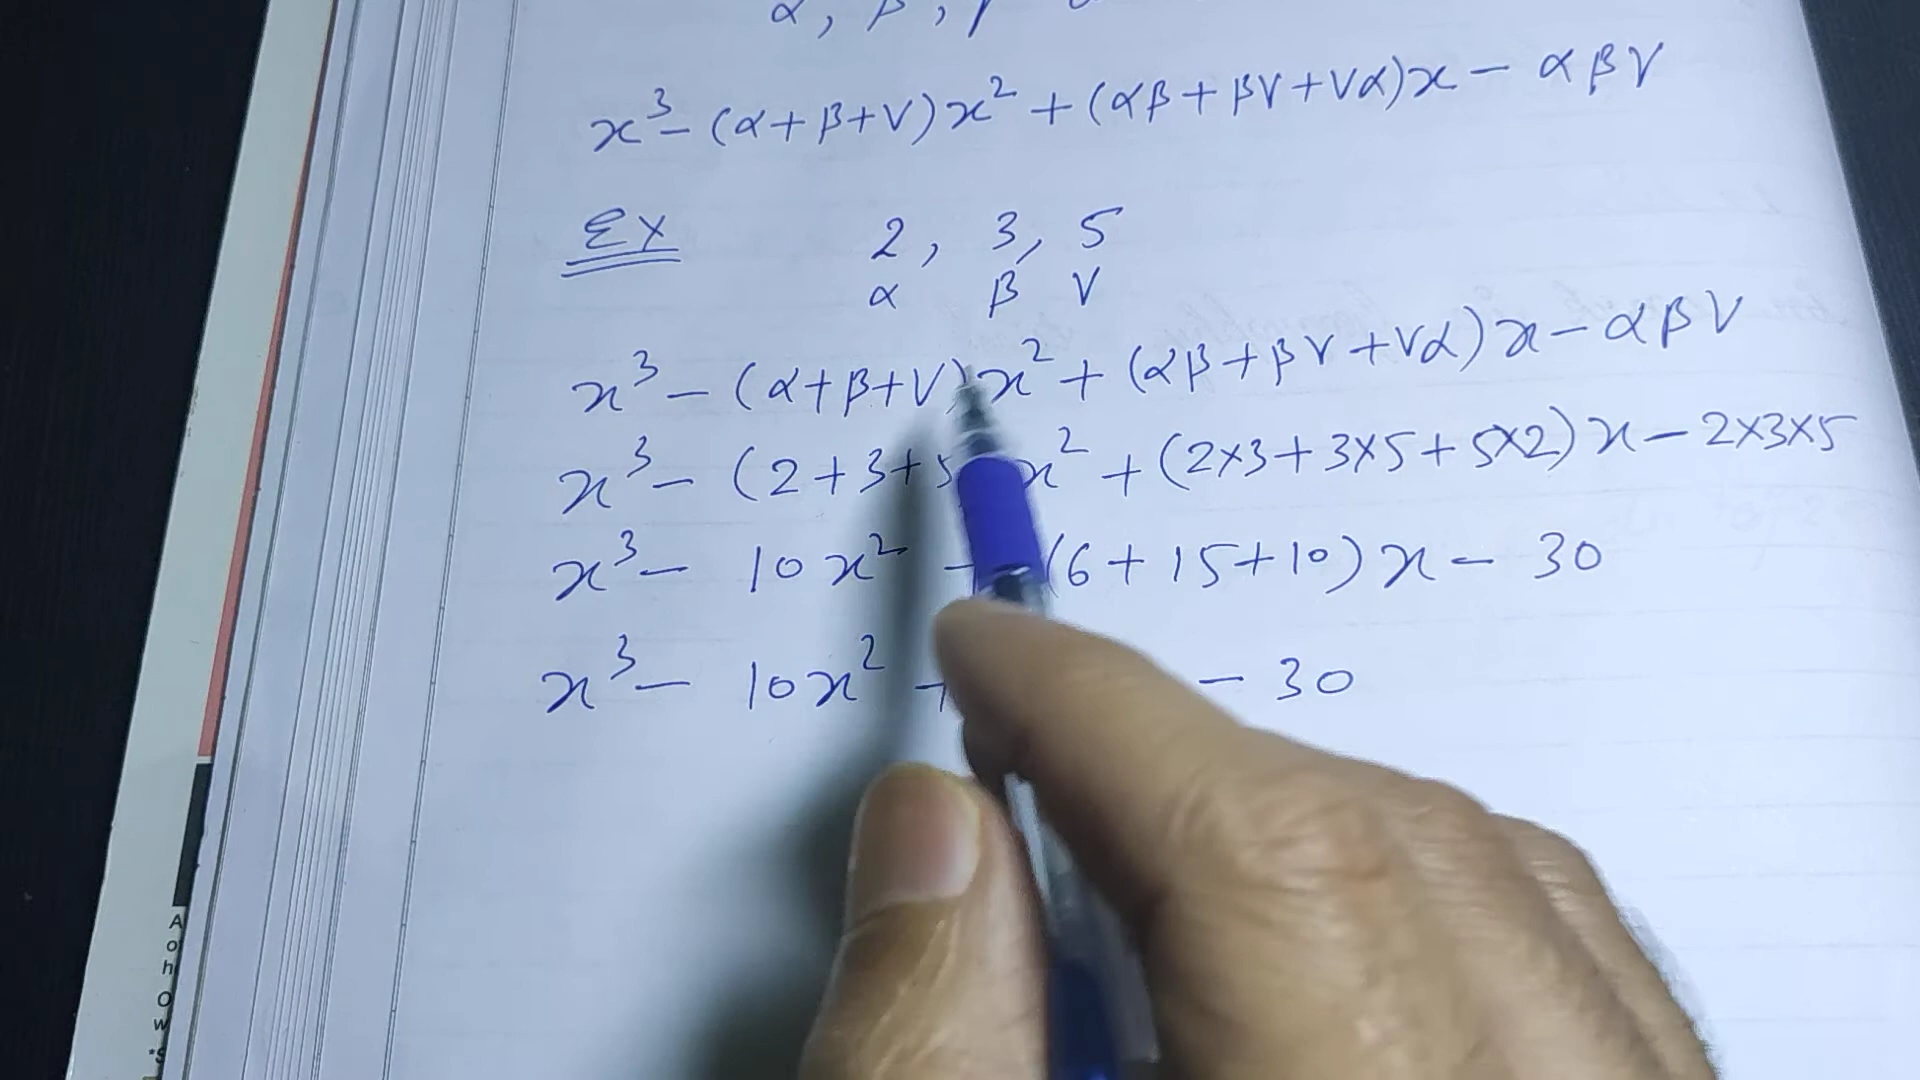 α, β, γ
x³ - (α+β+γ)x² + (αβ+βγ+γα)x - αβγ
Ex 2, 3, 5
α β γ
x³ - (α+β+γ)x² + (αβ+βγ+γα)x - αβγ
x³ - (2+3+5 x² + (2×3+3×5+5×2)x - 2×3×5
x³ - 10x² (6+15+10)x - 30
x³ - 10x² + - 30
A
o
h
O
w
*S